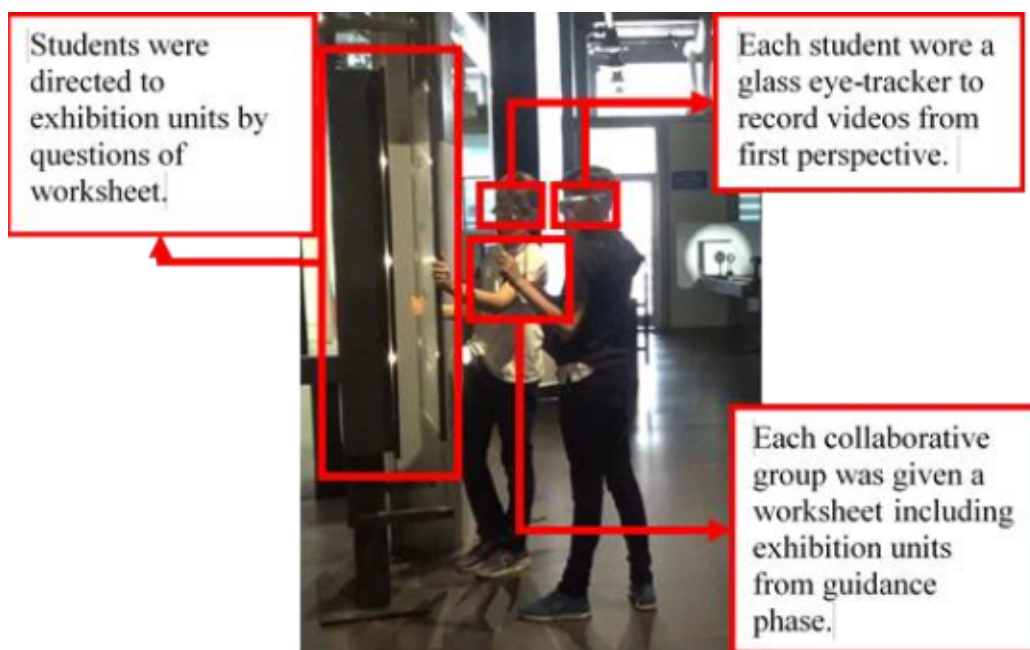 Students were
directed to
exhibition units by
questions of
worksheet.
Each student wore a
glass eye-tracker to
record videos from
first perspective.
Each collaborative
group was given a
worksheet including
exhibition units
from guidance
phase.